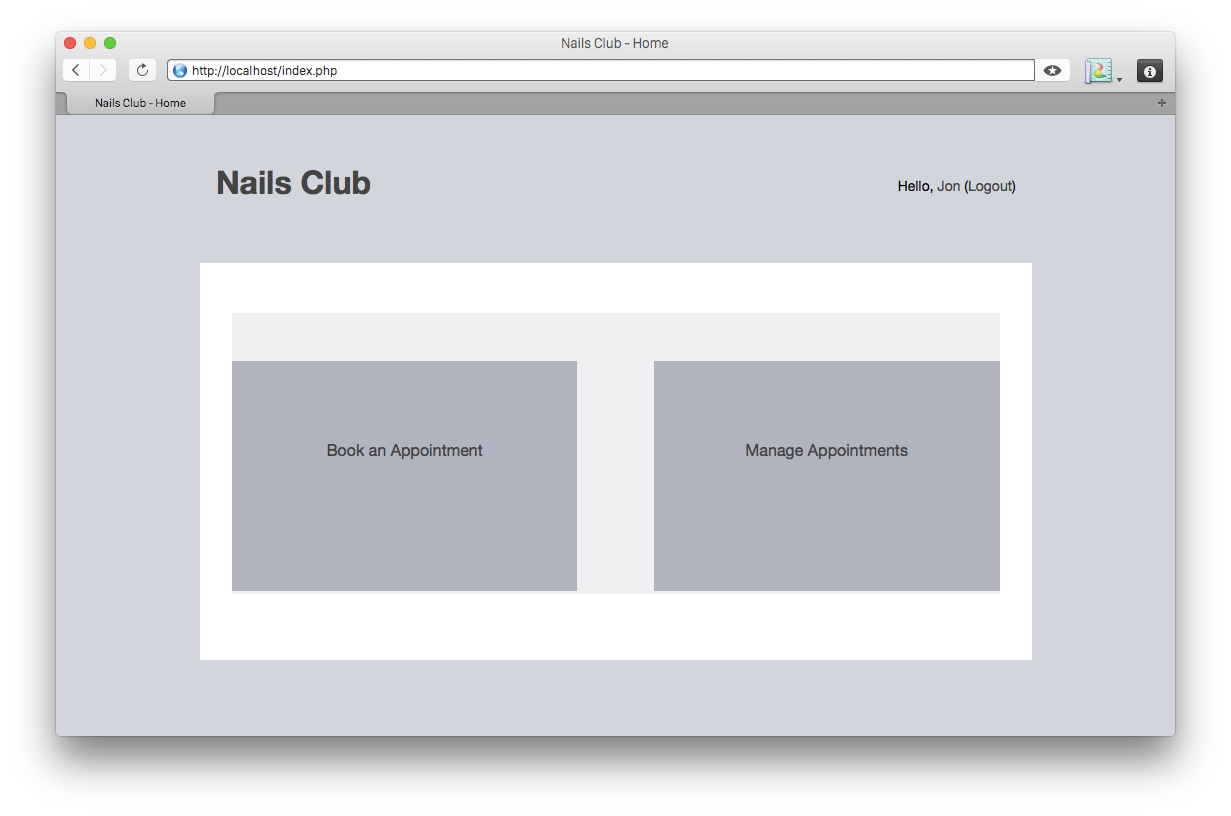 Nails Club - Home
http://localhost/index.php
Nails Club - Home
Nails Club
Hello, Jon (Logout)
Book an Appointment
Manage Appointments